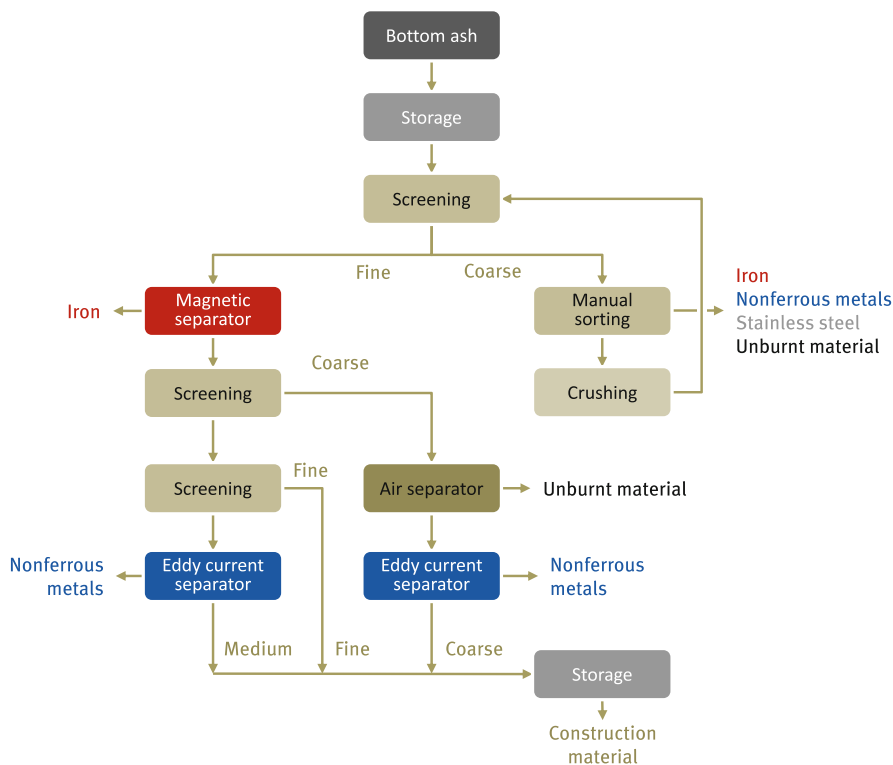 Bottom ash
Storage
Screening
Fine
Coarse
Iron
Magnetic
separator
Manual
sorting
Iron
Nonferrous metals
Stainless steel
Unburnt material
Coarse
Screening
Crushing
Screening
Fine
Air separator
Unburnt material
Nonferrous
metals
Eddy current
separator
Eddy current
separator
Nonferrous
metals
Medium
Fine
Coarse
Storage
Construction
material